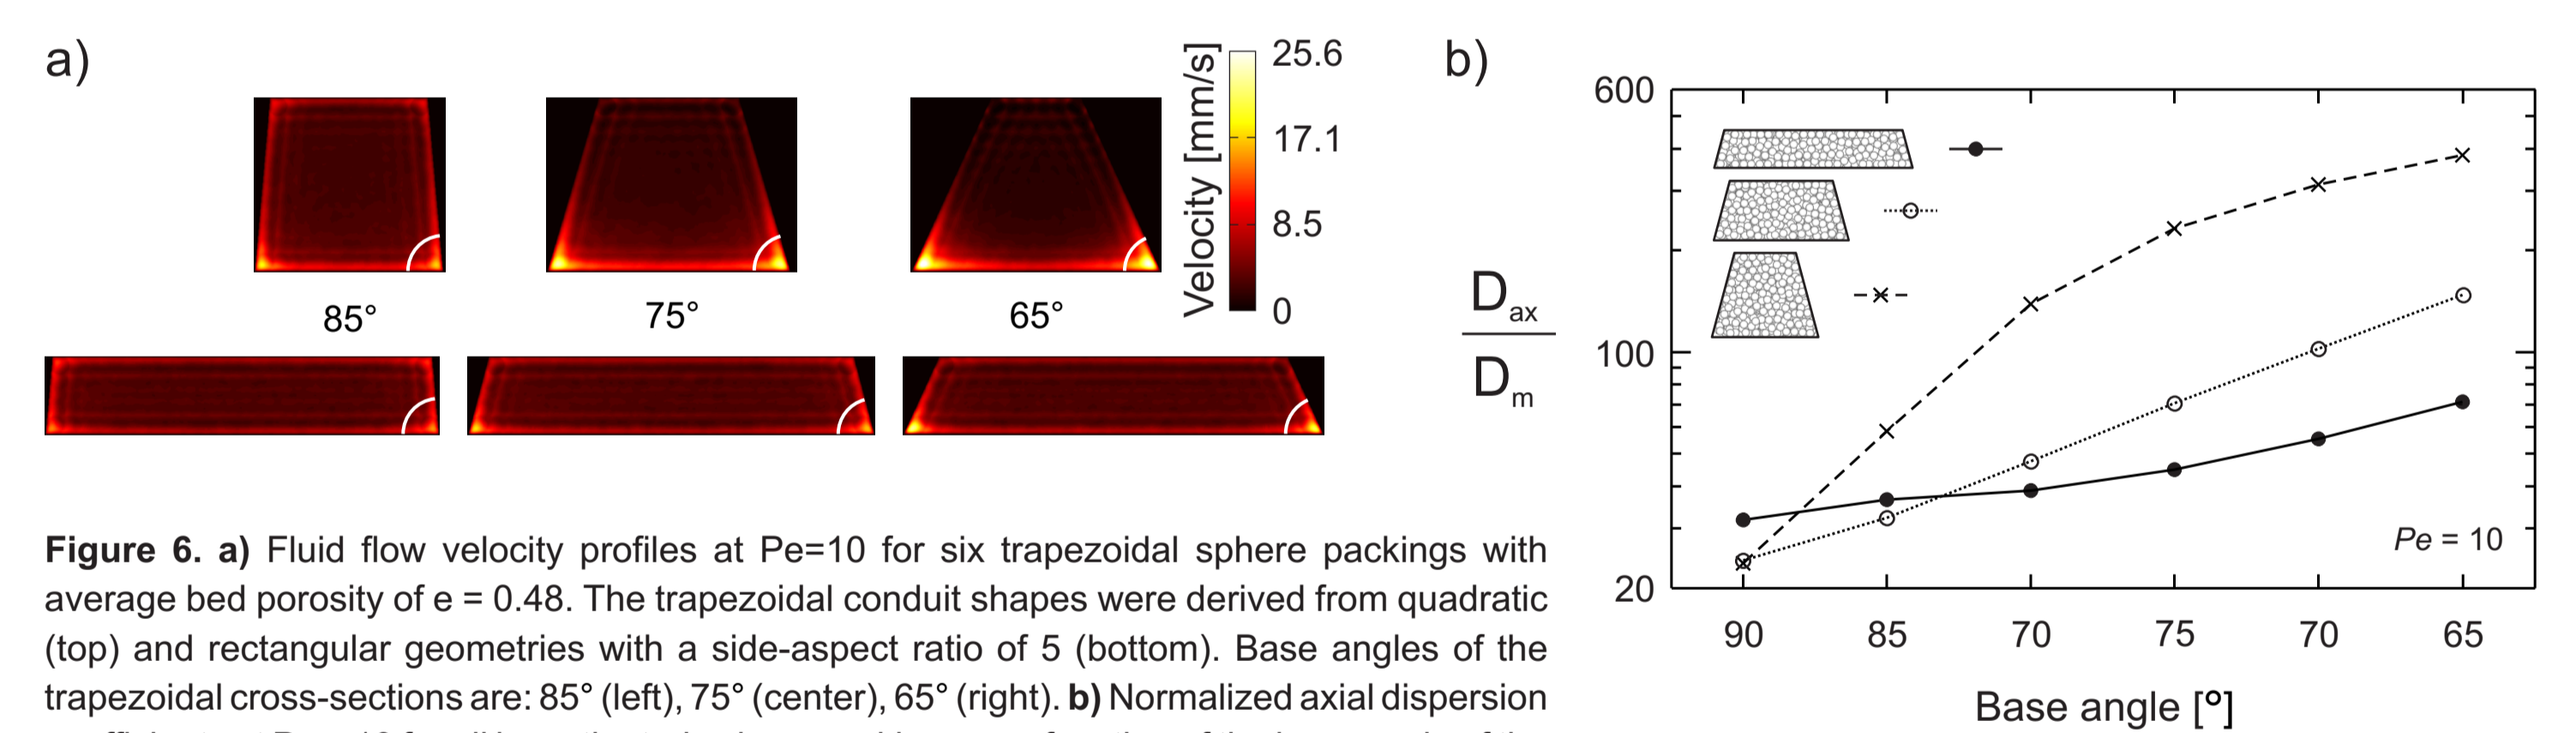 a)
85°
75°
65°
Velocity [mm/s]
25.6
17.1
8.5
0
b)
D_ax
D_m
600
100
20
90 85 70 75 70 65
Base angle [°]
Pe = 10
Figure 6. a) Fluid flow velocity profiles at Pe=10 for six trapezoidal sphere packings with
average bed porosity of e = 0.48. The trapezoidal conduit shapes were derived from quadratic
(top) and rectangular geometries with a side-aspect ratio of 5 (bottom). Base angles of the
trapezoidal cross-sections are: 85° (left), 75° (center), 65° (right). b) Normalized axial dispersion